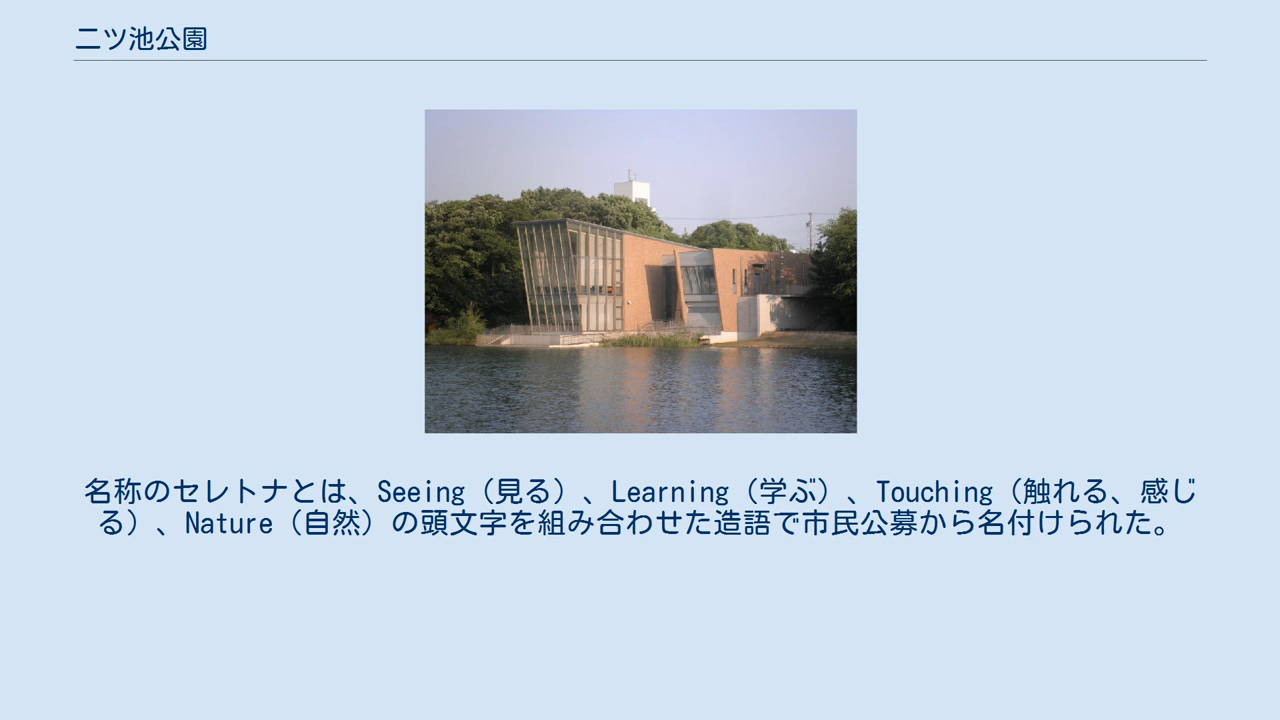 二ツ池公園
名称のセレトナとは、Seeing（見る）、Learning（学ぶ）、Touching（触れる、感じ
る）、Nature（自然）の頭文字を組み合わせた造語で市民公募から名付けられた。